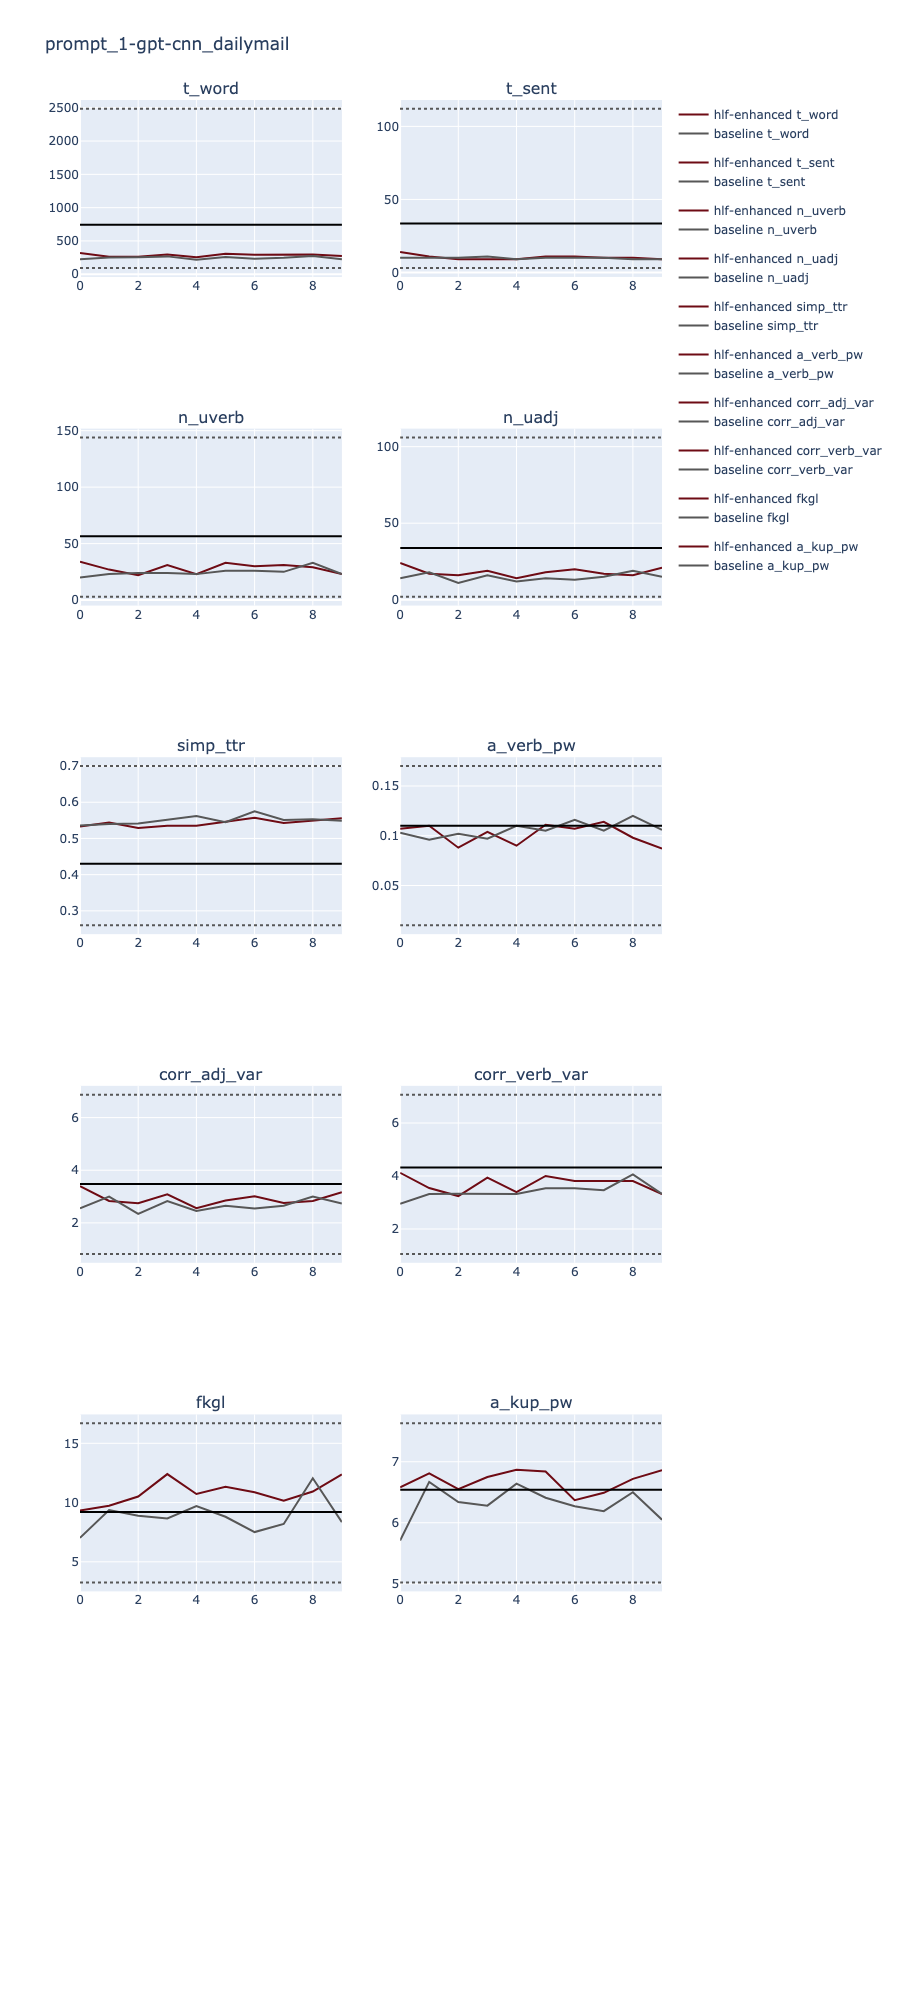 prompt_1-gpt-cnn_dailymail
t_word
t_sent
2500
2000
1500
1000
500
0
0 2 4 6 8
100
50
0
0 2 4 6 8
hlf-enhanced t_word
baseline t_word
hlf-enhanced t_sent
baseline t_sent
hlf-enhanced n_uverb
baseline n_uverb
hlf-enhanced n_uadj
baseline n_uadj
hlf-enhanced simp_ttr
baseline simp_ttr
hlf-enhanced a_verb_pw
baseline a_verb_pw
hlf-enhanced corr_adj_var
baseline corr_adj_var
hlf-enhanced corr_verb_var
baseline corr_verb_var
hlf-enhanced fkgl
baseline fkgl
hlf-enhanced a_kup_pw
baseline a_kup_pw
n_uverb
n_uadj
150
100
50
0
0 2 4 6 8
100
50
0
0 2 4 6 8
simp_ttr
a_verb_pw
0.7
0.6
0.5
0.4
0.3
0 2 4 6 8
0.15
0.1
0.05
0 2 4 6 8
corr_adj_var
corr_verb_var
6
4
2
0 2 4 6 8
6
4
2
0 2 4 6 8
fkgl
a_kup_pw
15
10
5
0 2 4 6 8
7
6
5
0 2 4 6 8